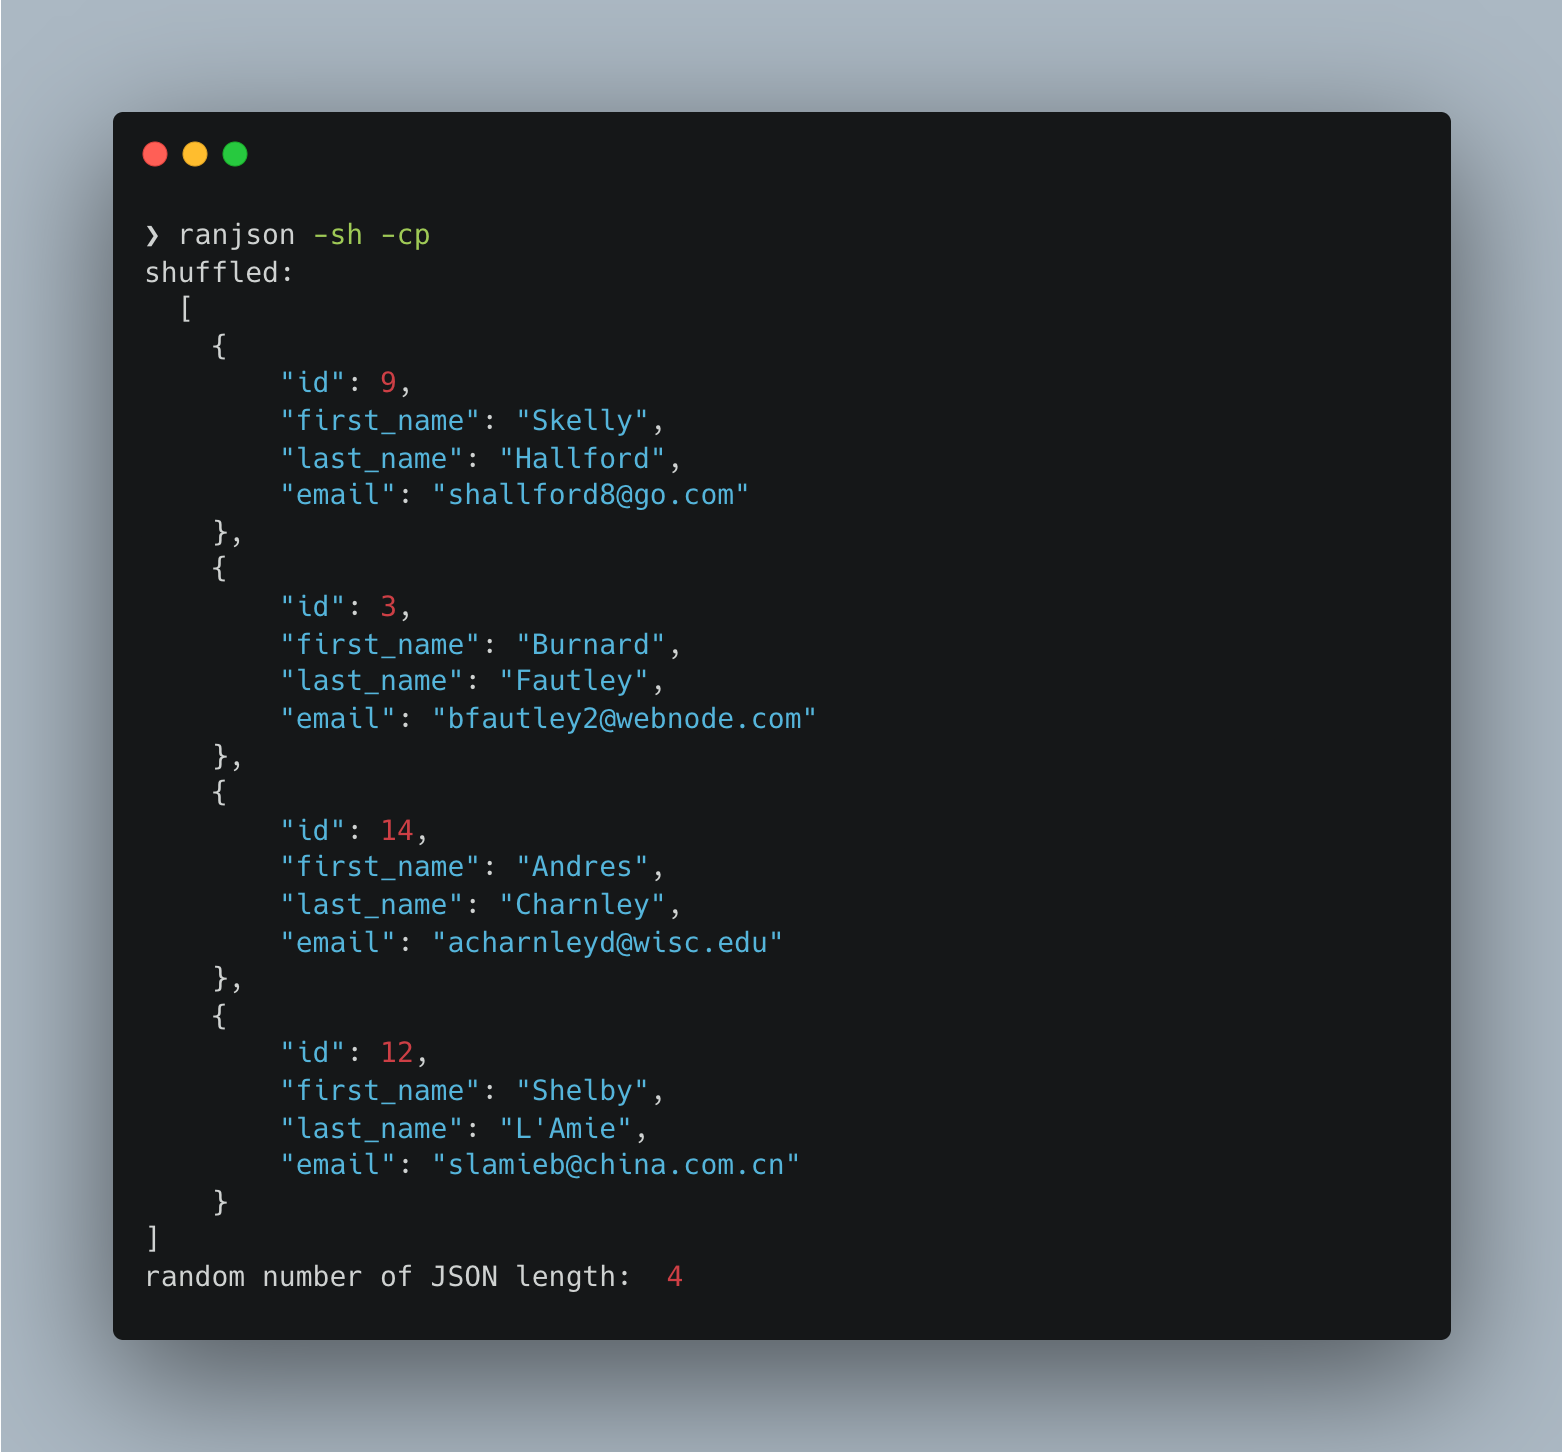 ❯ ranjson -sh -cp
shuffled:
  [
    {
        "id": 9,
        "first_name": "Skelly",
        "last_name": "Hallford",
        "email": "shallford8@go.com"
    },
    {
        "id": 3,
        "first_name": "Burnard",
        "last_name": "Fautley",
        "email": "bfautley2@webnode.com"
    },
    {
        "id": 14,
        "first_name": "Andres",
        "last_name": "Charnley",
        "email": "acharnleyd@wisc.edu"
    },
    {
        "id": 12,
        "first_name": "Shelby",
        "last_name": "L'Amie",
        "email": "slamieb@china.com.cn"
    }
]
random number of JSON length:  4